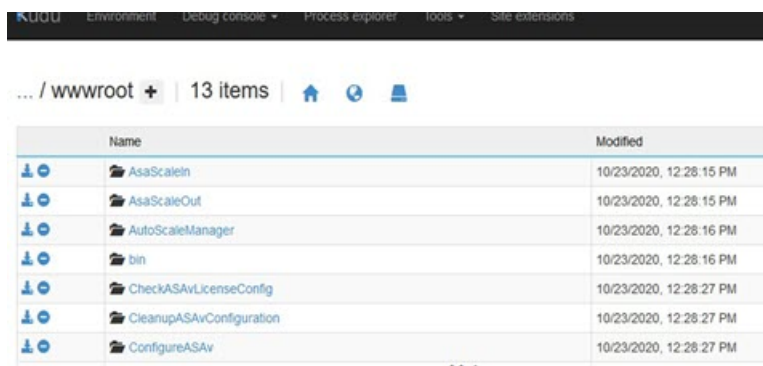 Kudu Environment Debug console Process explorer Tools Site extensions
... / wwwroot + 13 items
Name Modified
AsaScaleIn 10/23/2020, 12:28:15 PM
AsaScaleOut 10/23/2020, 12:28:15 PM
AutoScaleManager 10/23/2020, 12:28:16 PM
bin 10/23/2020, 12:28:16 PM
CheckASAvLicenseConfig 10/23/2020, 12:28:27 PM
CleanupASAvConfiguration 10/23/2020, 12:28:27 PM
ConfigureASAv 10/23/2020, 12:28:27 PM